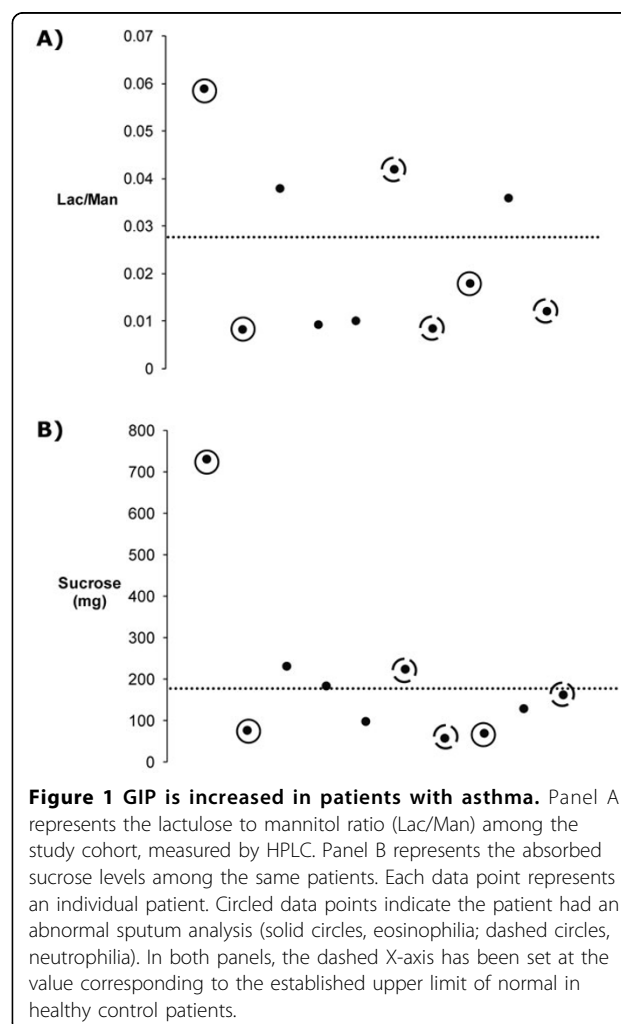 A)
0.07
0.06
0.05
0.04
Lac/Man
0.03
0.02
0.01
0
B)
800
700
600
500
Sucrose
(mg)
400
300
200
100
0
Figure 1 GIP is increased in patients with asthma. Panel A
represents the lactulose to mannitol ratio (Lac/Man) among the
study cohort, measured by HPLC. Panel B represents the absorbed
sucrose levels among the same patients. Each data point represents
an individual patient. Circled data points indicate the patient had an
abnormal sputum analysis (solid circles, eosinophilia; dashed circles,
neutrophilia). In both panels, the dashed X-axis has been set at the
value corresponding to the established upper limit of normal in
healthy control patients.